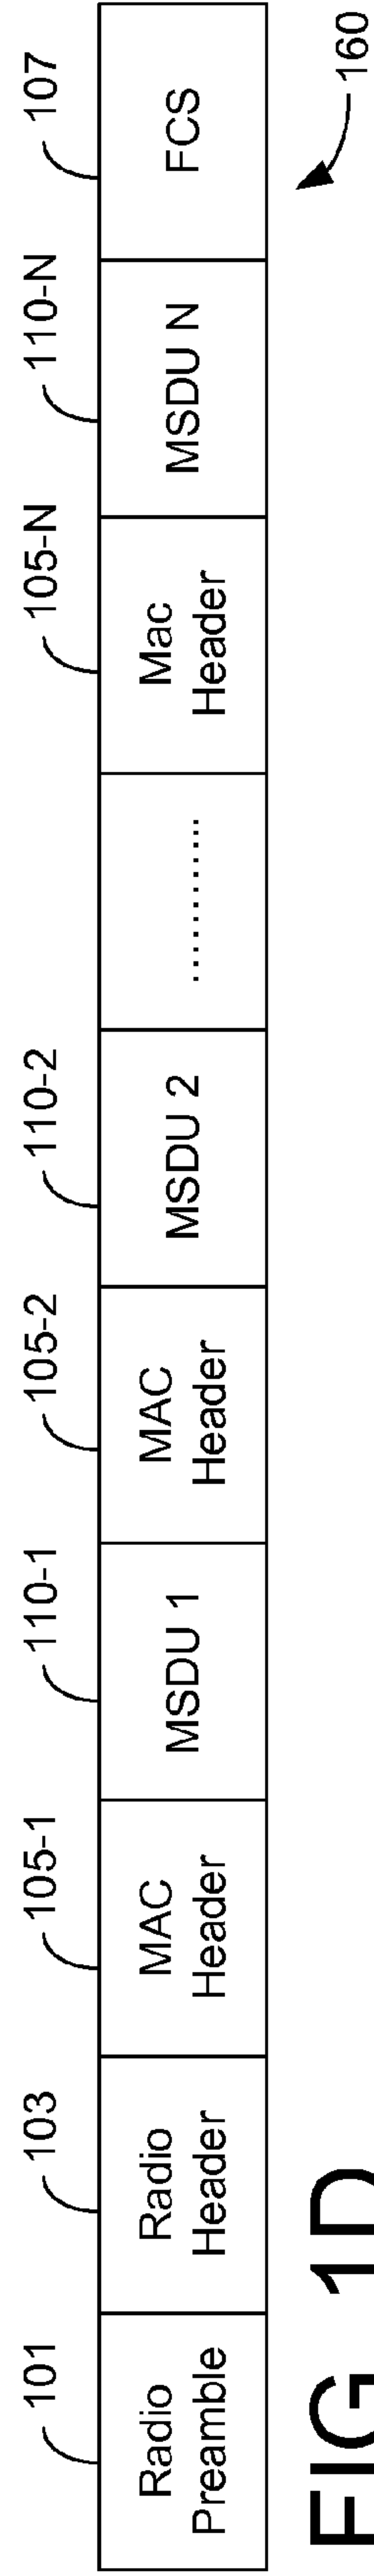 101
103
105-1
110-1
105-2
110-2
105-N
110-N
107
Radio
Preamble
Radio
Header
MAC
Header
MSDU 1
MAC
Header
MSDU 2
............
Mac
Header
MSDU N
FCS
160
FIG. 1D